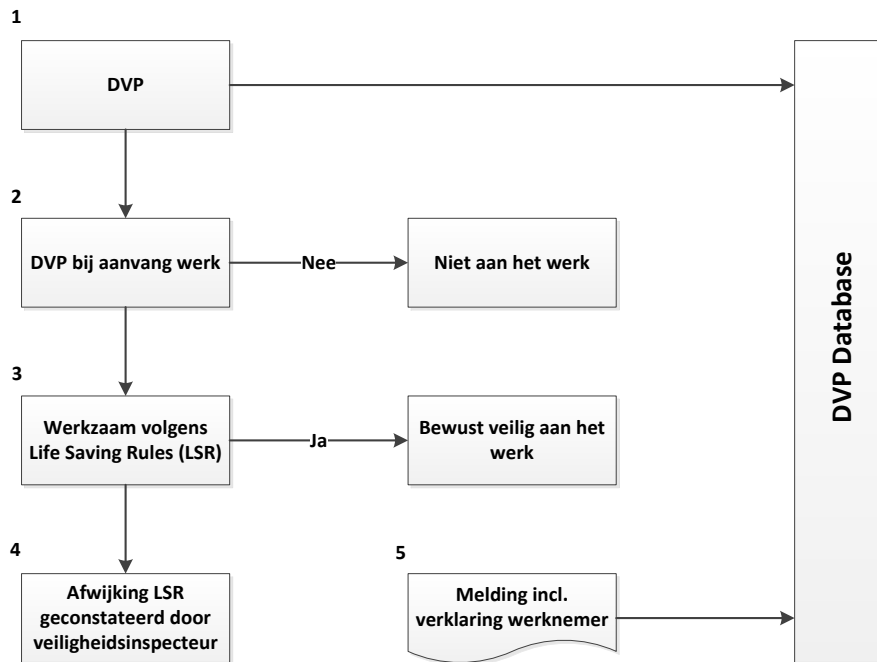 1
DVP
2
DVP bij aanvang werk
Nee
Niet aan het werk
3
Werkzaam volgens
Life Saving Rules (LSR)
Ja
Bewust veilig aan het
werk
4
Afwijking LSR
geconstateerd door
veiligheidsinspecteur
5
Melding incl.
verklaring werknemer
DVP Database